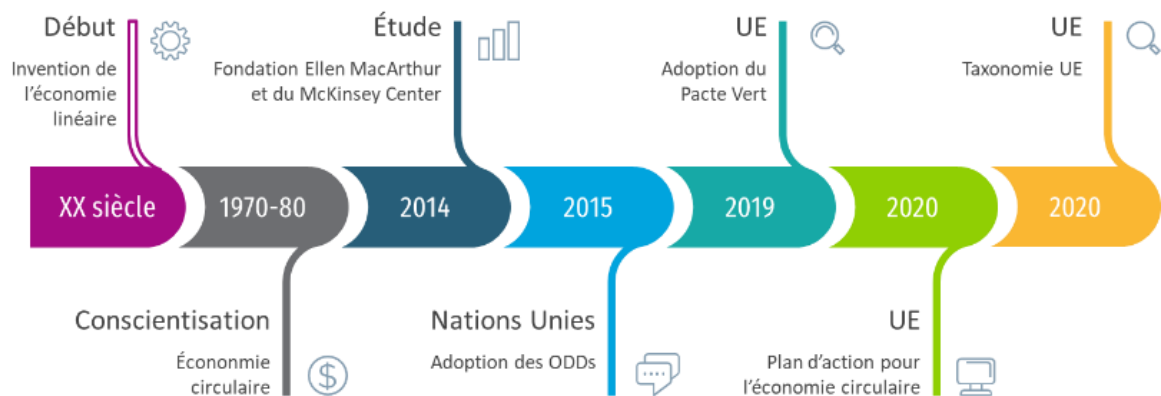 Début
Invention de
l'économie
linéaire
Étude
Fondation Ellen MacArthur
et du McKinsey Center
UE
Adoption du
Pacte Vert
UE
Taxonomie UE
XX siècle
1970-80
2014
2015
2019
2020
2020
Conscientisation
Écononmie
circulaire
$
Nations Unies
Adoption des ODDs
UE
Plan d'action pour
l'économie circulaire